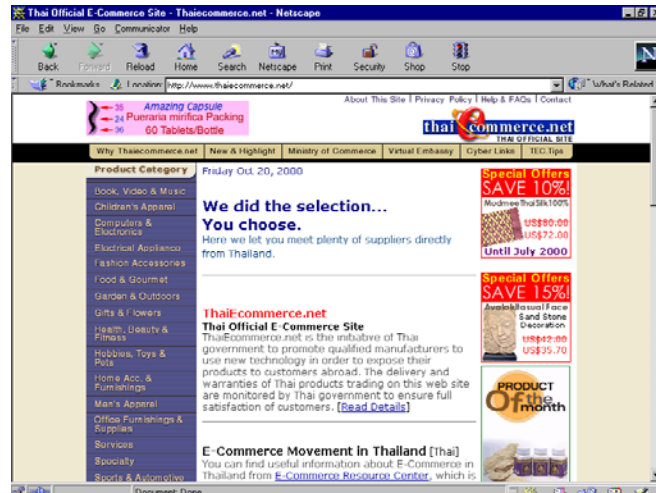 Thai Official E-Commerce Site - Thaiecommerce.net - Netscape
File Edit View Go Communicator Help
Back Forward Reload Home Search Netscape Print Security Shop Stop
N
Bookmarks Location: http://www.thaiecommerce.net/ What's Related
About This Site | Privacy Policy | Help & FAQs | Contact
35 Amazing Capsule
24 Pueraria mirifica Packing
36 60 Tablets/Bottle
thai ecommerce.net
THAI OFFICIAL SITE
Why Thaiecommerce.net New & Highlight Ministry of Commerce Virtual Embassy Cyber Links TEC.Tips
Product Category
Book, Video & Music
Children's Apparel
Computers &
Electronics
Electrical Appliance
Fashion Accessories
Food & Gourmet
Garden & Outdoors
Gifts & Flowers
Health, Beauty &
Fitness
Hobbies, Toys &
Pets
Home Acc. &
Furnishings
Men's Apparel
Office Furnishings &
Supplies
Services
Specialty
Sports & Automotive
Friday Oct 20, 2000
We did the selection...
You choose.
Here we let you meet plenty of suppliers directly
from Thailand.
ThaiEcommerce.net
Thai Official E-Commerce Site
ThaiEcommerce.net is the initiative of Thai
government to promote qualified manufacturers to
use new technology in order to expose their
products to customers abroad. The delivery and
warranties of Thai products trading on this web site
are monitored by Thai government to ensure full
satisfaction of customers. [Read Details]
E-Commerce Movement in Thailand [Thai]
You can find useful information about E-Commerce in
Thailand from E-Commerce Resource Center, which is
Special Offers
SAVE 10%!
Mudmee Thai Silk 100%
US$80.00
US$72.00
Until July 2000
Special Offers
SAVE 15%!
Face
Sand Stone
Decoration
US$42.00
US$35.70
PRODUCT
Of the
month
Document: Done